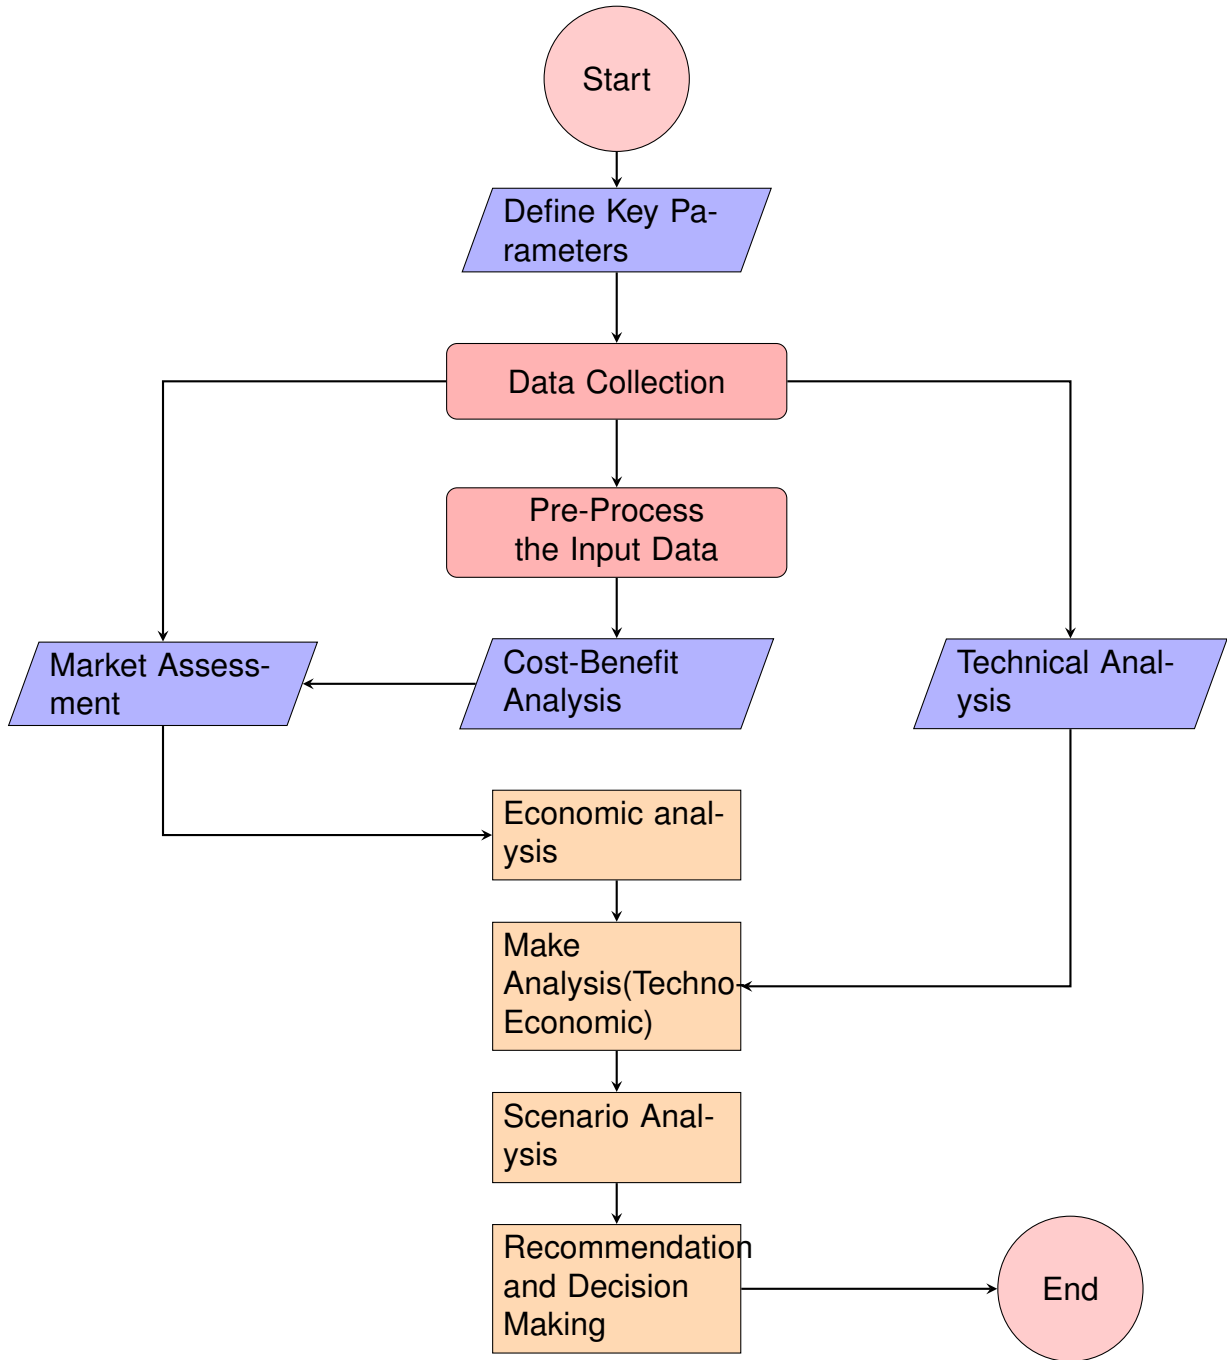 Start
Define Key Pa-
rameters
Data Collection
Pre-Process
the Input Data
Market Assess-
ment
Cost-Benefit
Analysis
Technical Anal-
ysis
Economic anal-
ysis
Make
Analysis(Techno-
Economic)
Scenario Anal-
ysis
Recommendation
and Decision
Making
End